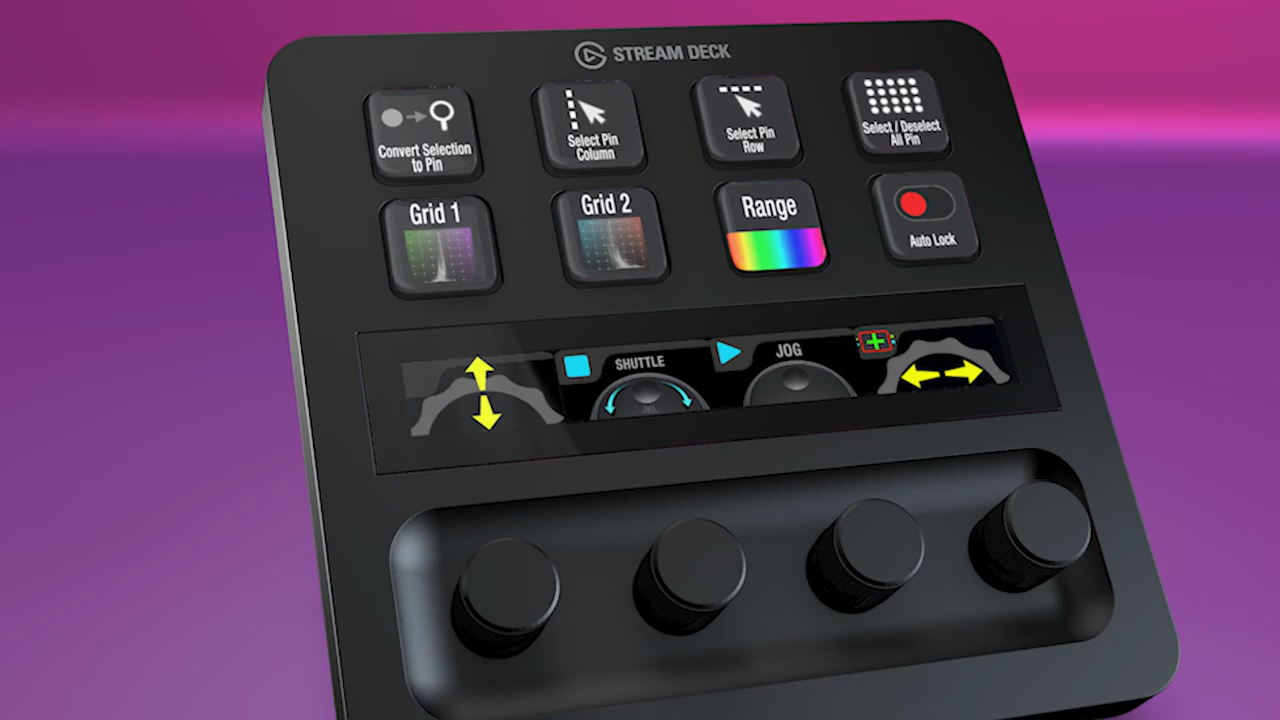 STREAM DECK
Convert Selection
to Pin
Select Pin
Column
Select Pin
Row
Select / Deselect
All Pin
Grid 1
Grid 2
Range
Auto Lock
SHUTTLE
JOG